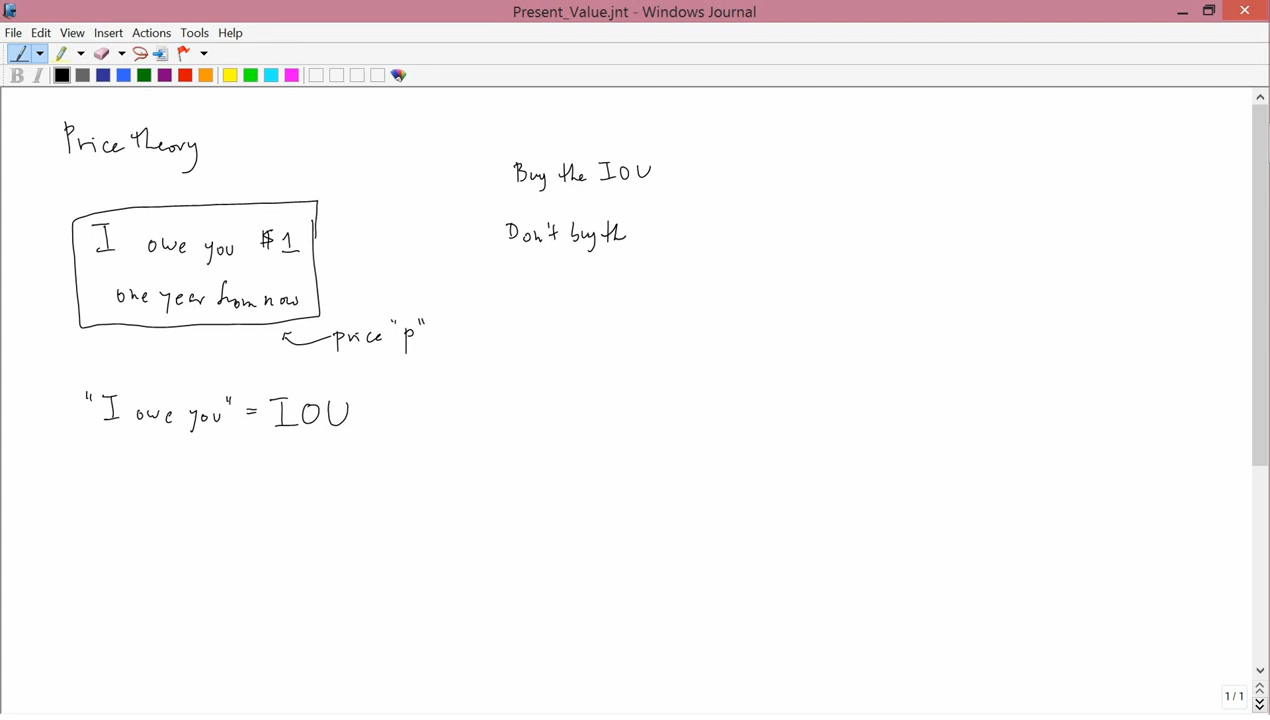 Present_Value.jnt - Windows Journal
File Edit View Insert Actions Tools Help
B I
Price theory
Buy the IOU
I owe you $1
Don't buy th
one year from now
price "p"
"I owe you" = IOU
1 / 1